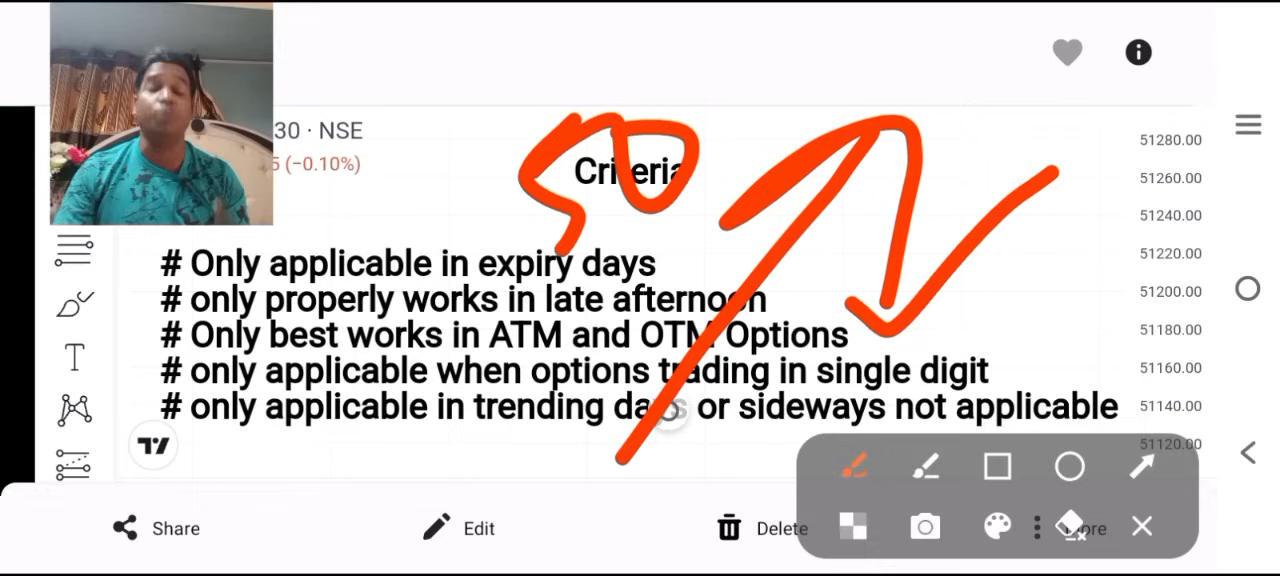 30 · NSE
5 (−0.10%)
50
Criteria
# Only applicable in expiry days
# only properly works in late afternoon
# Only best works in ATM and OTM Options
# only applicable when options trading in single digit
# only applicable in trending days or sideways not applicable
51280.00
51260.00
51240.00
51220.00
51200.00
51180.00
51160.00
51140.00
51120.00
Share
Edit
Delete
More